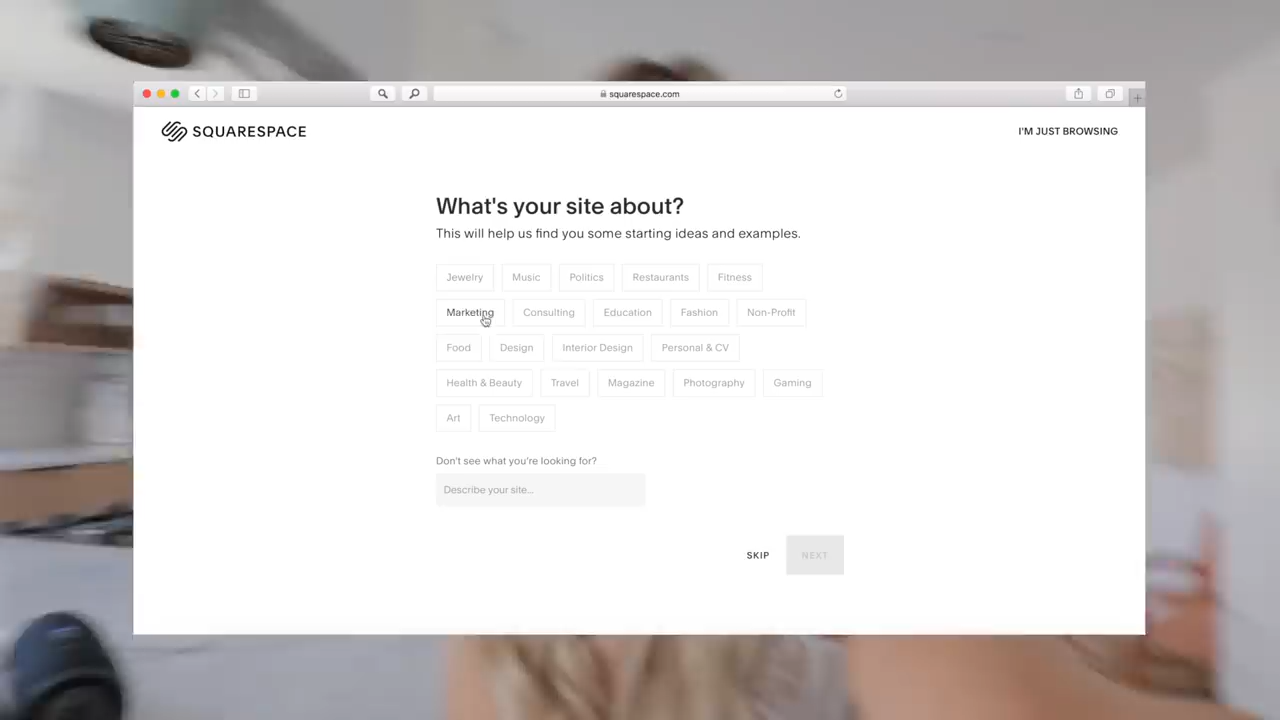 squarespace.com
SQUARESPACE
I'M JUST BROWSING
What's your site about?
This will help us find you some starting ideas and examples.
Jewelry Music Politics Restaurants Fitness
Marketing Consulting Education Fashion Non-Profit
Food Design Interior Design Personal & CV
Health & Beauty Travel Magazine Photography Gaming
Art Technology
Don't see what you're looking for?
Describe your site...
SKIP NEXT